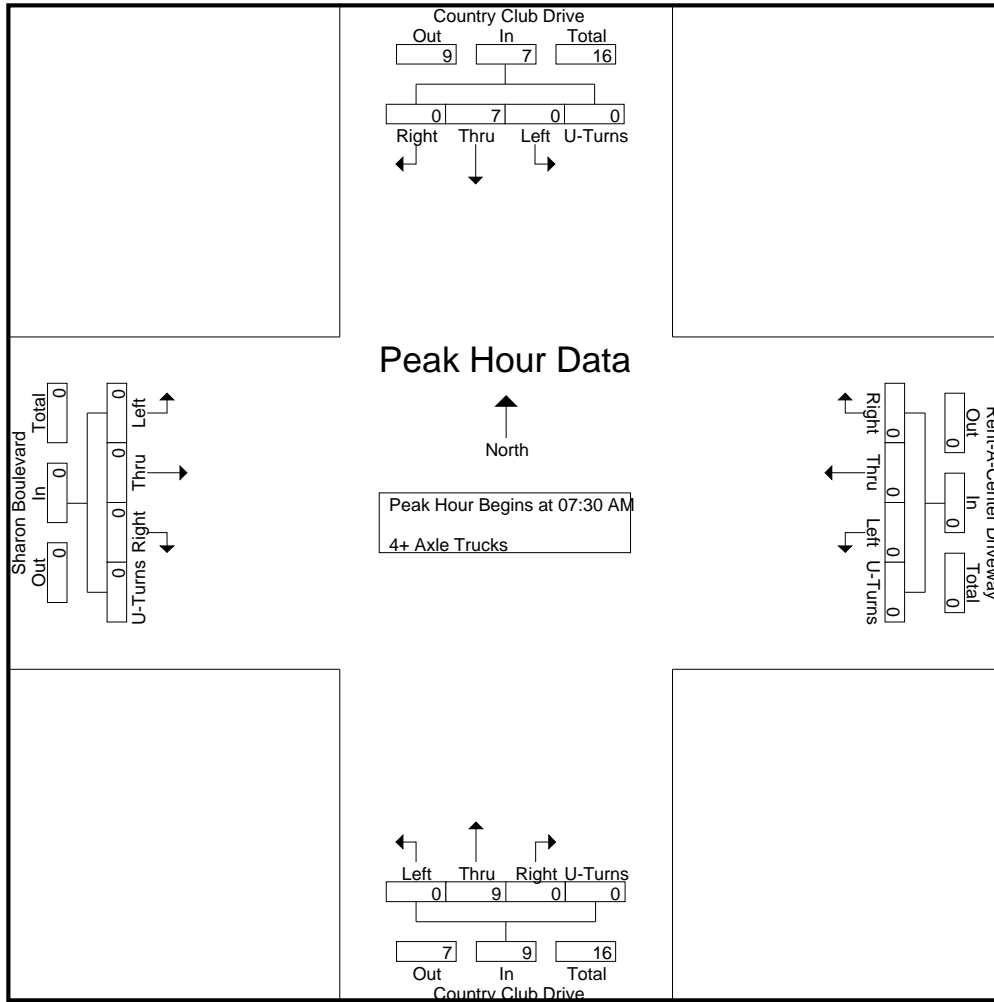 Country Club Drive
Out In Total
9 7 16
0 7 0 0
Right Thru Left U-Turns
Peak Hour Data
North
Peak Hour Begins at 07:30 AM
4+ Axle Trucks
Sharon Boulevard
Total In Out
0 0 0
0 0 0 0
Left Thru Right U-Turns
Rent-A-Center Driveway
Out In Total
0 0 0
0 0 0 0
Right Thru Left U-Turns
Left Thru Right U-Turns
0 9 0 0
7 9 16
Out In Total
Country Club Drive